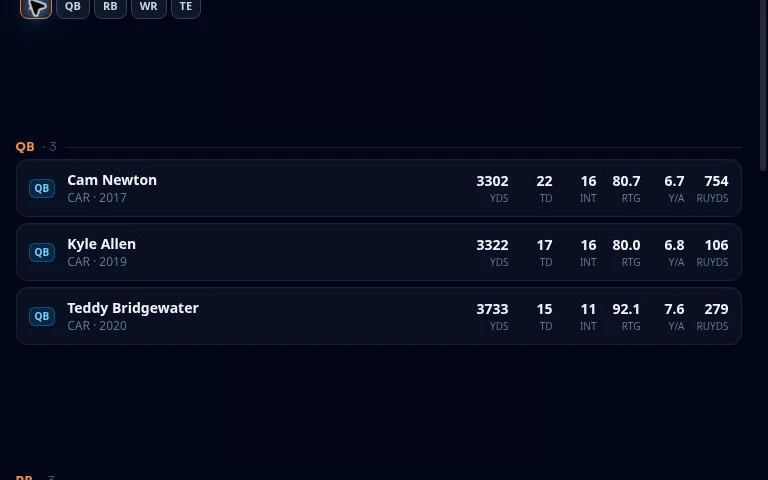 QB RB WR TE
QB · 3
QB Cam Newton 3302 22 16 80.7 6.7 754
CAR · 2017 YDS TD INT RTG Y/A RUYDS
QB Kyle Allen 3322 17 16 80.0 6.8 106
CAR · 2019 YDS TD INT RTG Y/A RUYDS
QB Teddy Bridgewater 3733 15 11 92.1 7.6 279
CAR · 2020 YDS TD INT RTG Y/A RUYDS